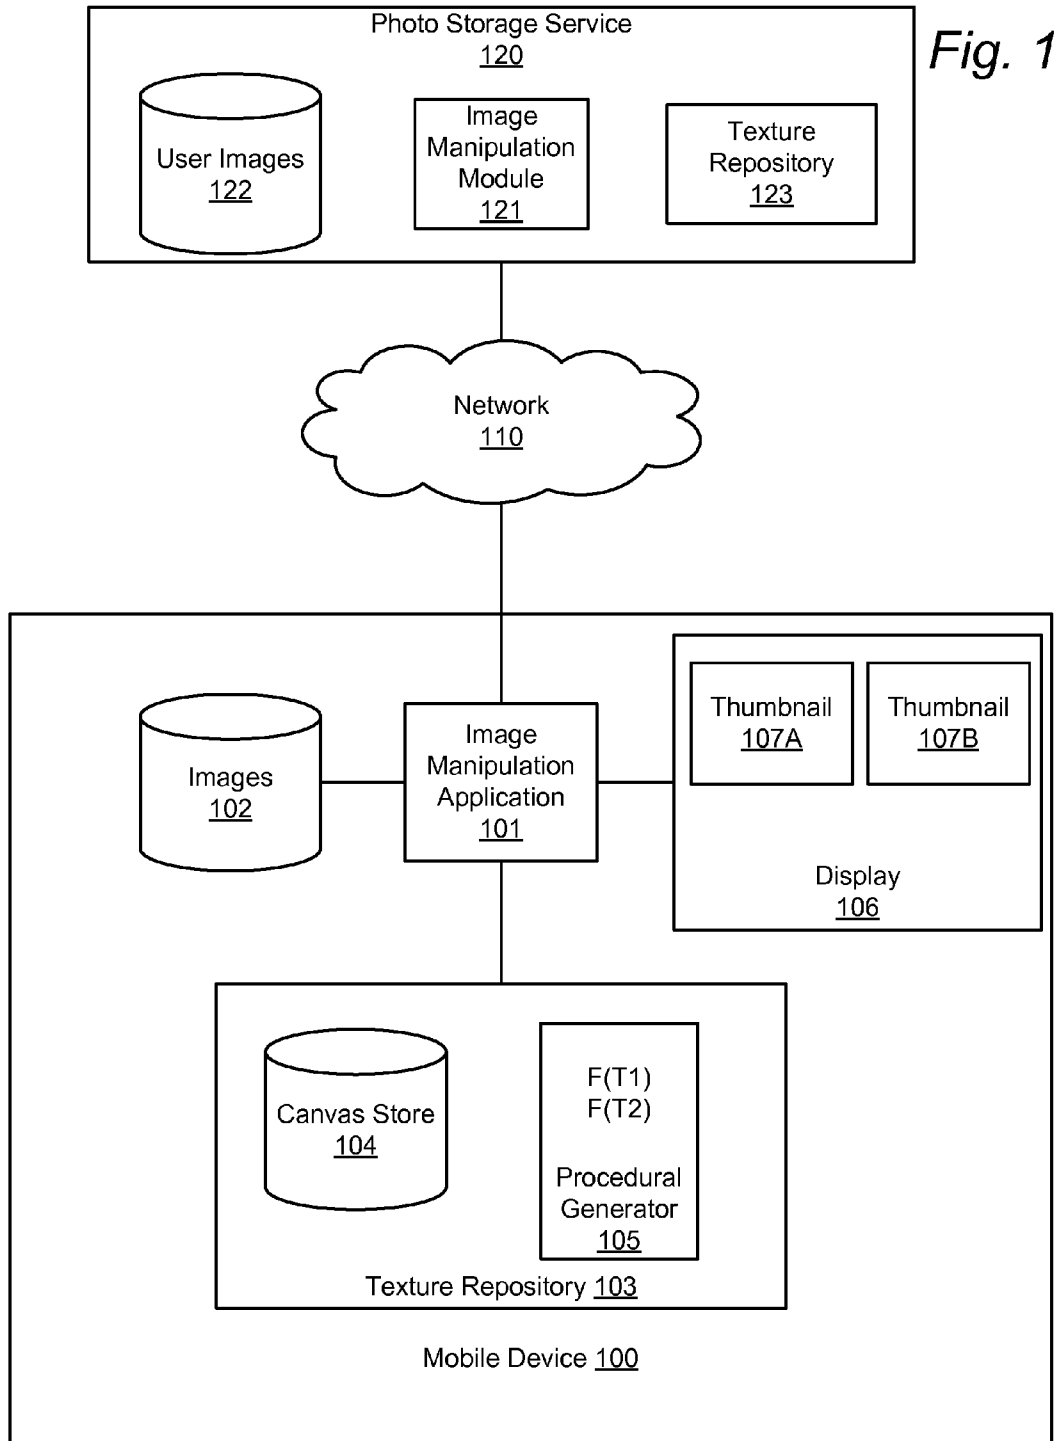 Photo Storage Service
120
Fig. 1
User Images
122
Image
Manipulation
Module
121
Texture
Repository
123
Network
110
Images
102
Image
Manipulation
Application
101
Thumbnail
107A
Thumbnail
107B
Display
106
Canvas Store
104
F(T1)
F(T2)
Procedural
Generator
105
Texture Repository 103
Mobile Device 100